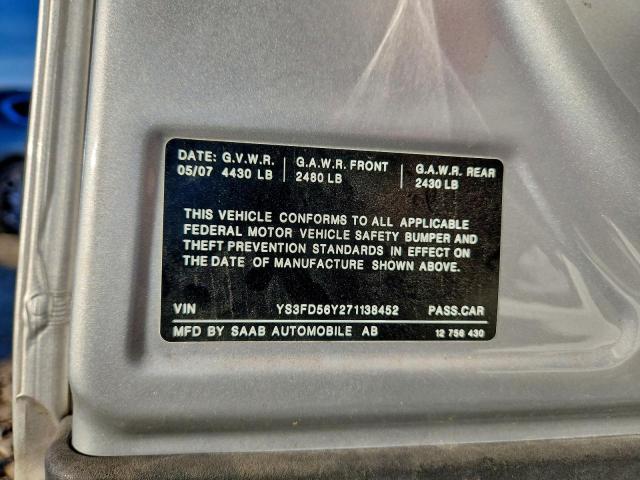 DATE: G.V.W.R. G.A.W.R. FRONT G.A.W.R. REAR
05/07 4430 LB 2480 LB 2430 LB
THIS VEHICLE CONFORMS TO ALL APPLICABLE
FEDERAL MOTOR VEHICLE SAFETY BUMPER AND
THEFT PREVENTION STANDARDS IN EFFECT ON
THE DATE OF MANUFACTURE SHOWN ABOVE.
VIN YS3FD56Y271138452 PASS.CAR
MFD BY SAAB AUTOMOBILE AB 12 756 430